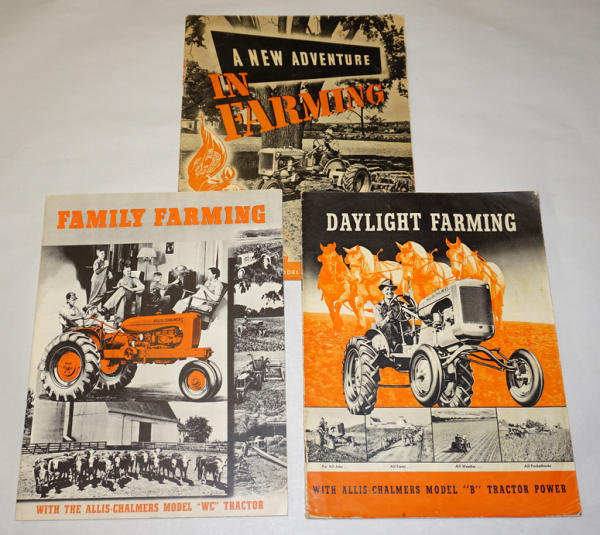 A NEW ADVENTURE
IN
FARMING
MODEL
FAMILY FARMING
ALLIS-CHALMERS
WITH THE ALLIS-CHALMERS MODEL "WC" TRACTOR
DAYLIGHT FARMING
For All Jobs . . .
All Farms . . .
All Weather . . .
All Pocketbooks
WITH ALLIS-CHALMERS MODEL "B" TRACTOR POWER